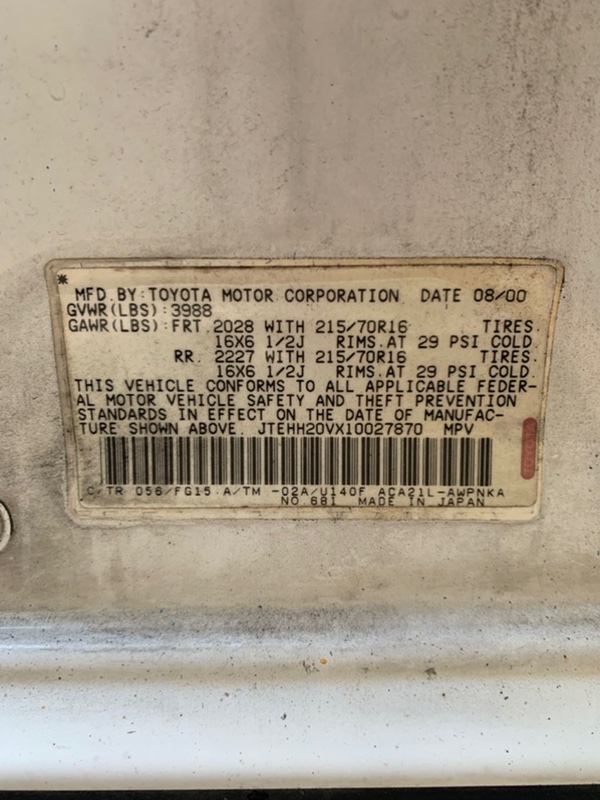 *
MFD.BY:TOYOTA MOTOR CORPORATION DATE 08/00
GVWR(LBS):3988
GAWR(LBS):FRT.2028 WITH 215/70R16 TIRES.
16X6 1/2J RIMS.AT 29 PSI COLD.
RR. 2227 WITH 215/70R16 TIRES.
16X6 1/2J RIMS.AT 29 PSI COLD.
THIS VEHICLE CONFORMS TO ALL APPLICABLE FEDER-
AL MOTOR VEHICLE SAFETY AND THEFT PREVENTION
STANDARDS IN EFFECT ON THE DATE OF MANUFAC-
TURE SHOWN ABOVE. JTEHH20VX10027870 MPV
TOYOTA
C/TR 056/FG15 A/TM -02A/U140F ACA21L-AWPNKA
NO.681 MADE IN JAPAN